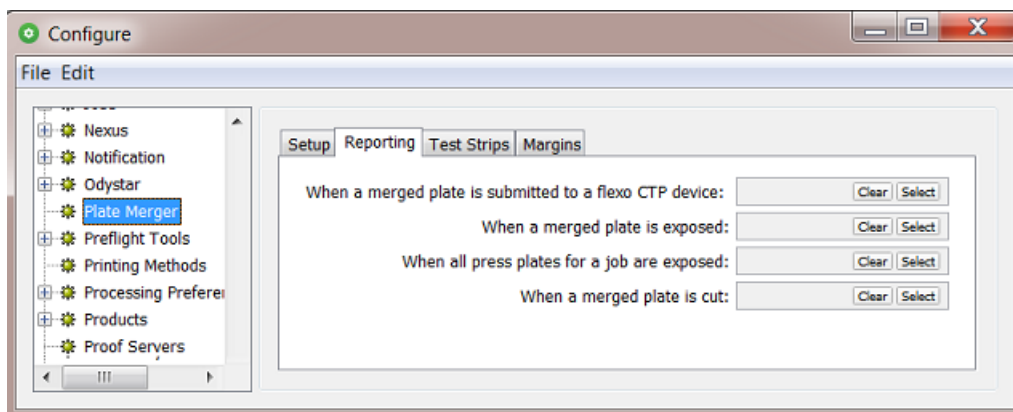 Configure
File Edit
Nexus
Notification
Odystar
Plate Merger
Preflight Tools
Printing Methods
Processing Prefere
Products
Proof Servers
Setup Reporting Test Strips Margins
When a merged plate is submitted to a flexo CTP device: Clear Select
When a merged plate is exposed: Clear Select
When all press plates for a job are exposed: Clear Select
When a merged plate is cut: Clear Select